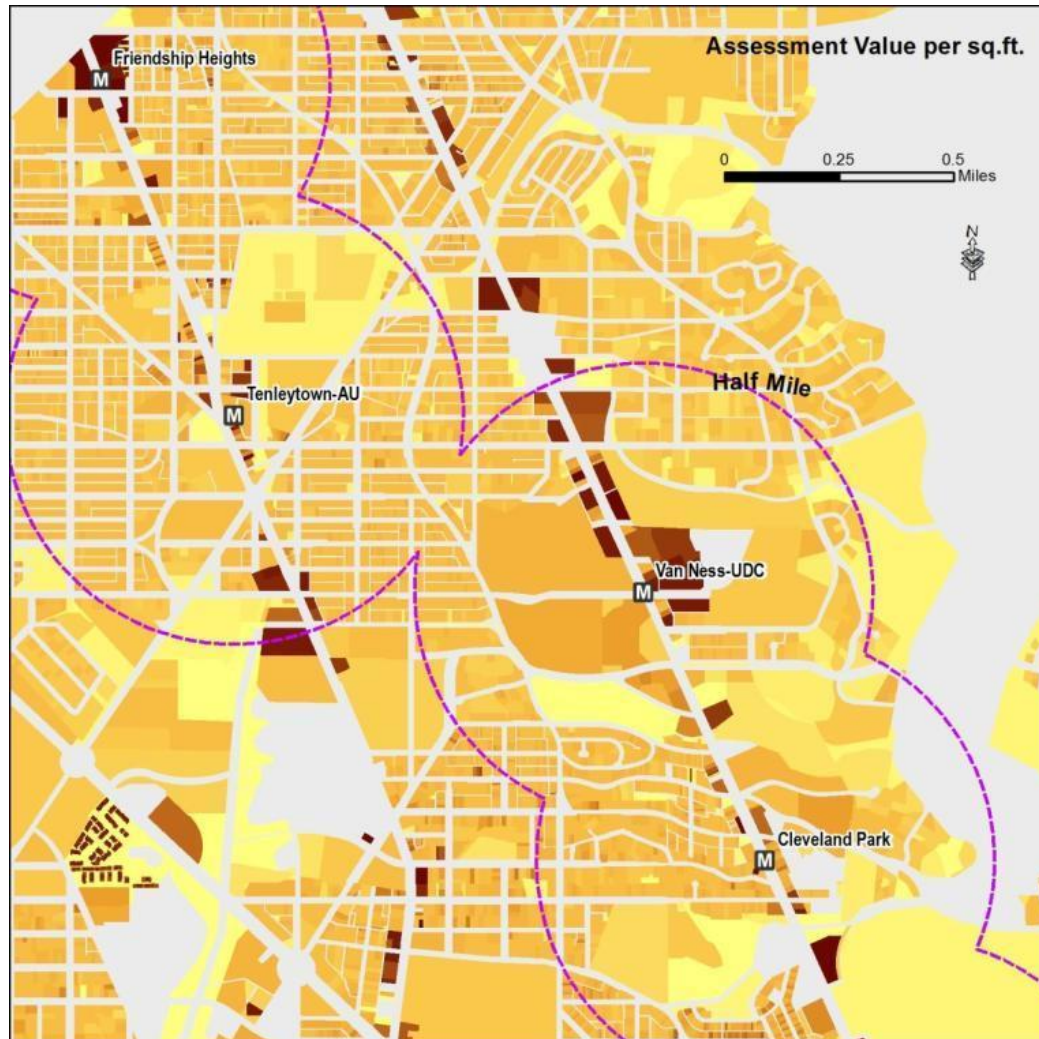 Friendship Heights
M
Assessment Value per sq.ft.
0 0.25 0.5
Miles
N
Half Mile
Tenleytown-AU
M
Van Ness-UDC
M
Cleveland Park
M